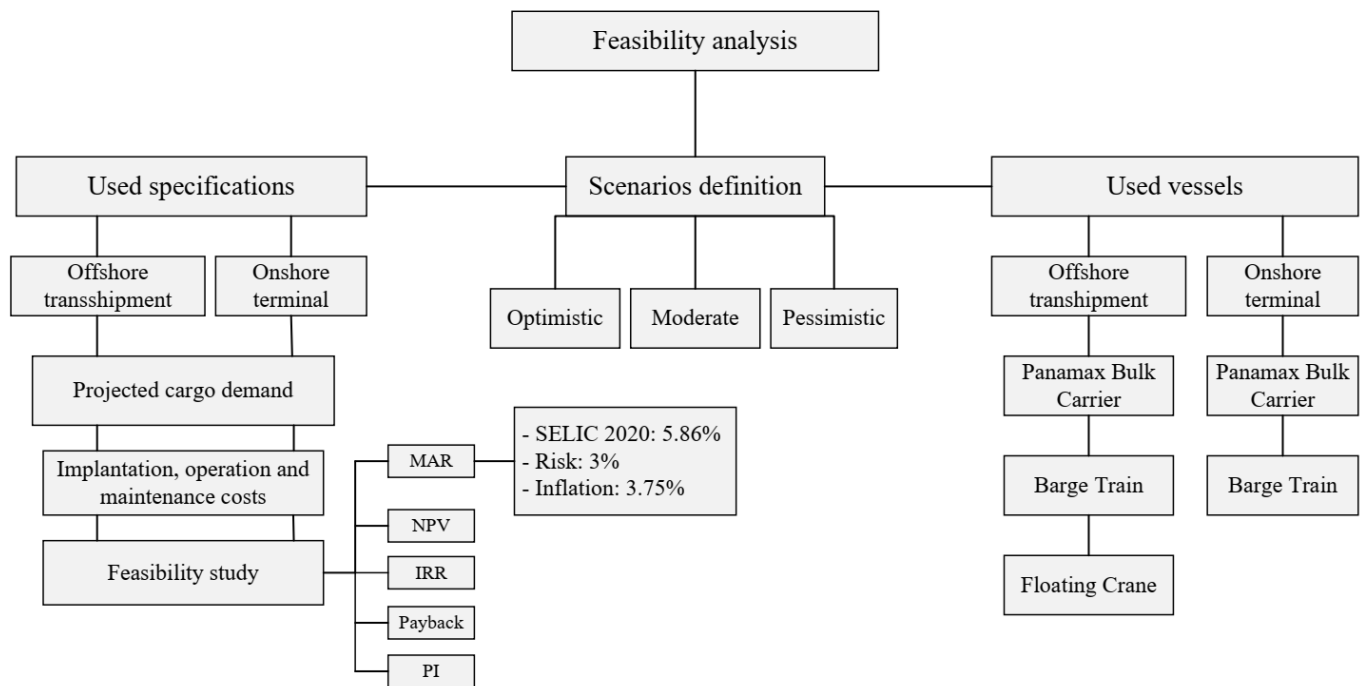 Feasibility analysis
Used specifications
Scenarios definition
Used vessels
Offshore
transshipment
Onshore
terminal
Projected cargo demand
Implantation, operation and
maintenance costs
Feasibility study
MAR
NPV
IRR
Payback
PI
- SELIC 2020: 5.86%
- Risk: 3%
- Inflation: 3.75%
Optimistic
Moderate
Pessimistic
Offshore
transhipment
Panamax Bulk
Carrier
Barge Train
Floating Crane
Onshore
terminal
Panamax Bulk
Carrier
Barge Train